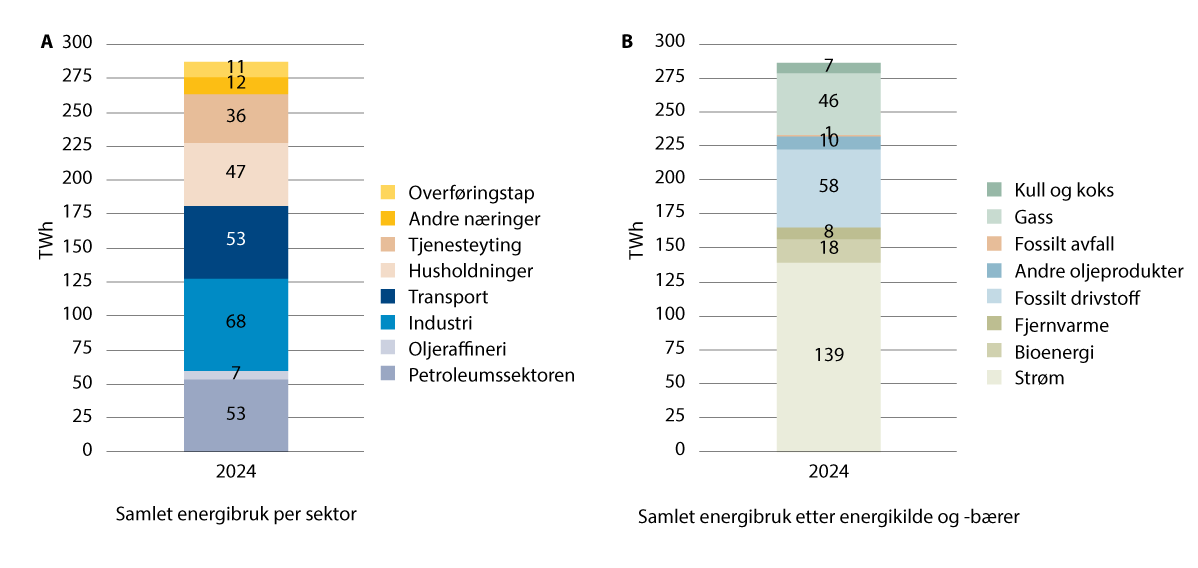 A
300
275
250
225
200
175
150
125
100
75
50
25
0
TWh
11
12
36
47
53
68
7
53
2024
Overføringstap
Andre næringer
Tjenesteyting
Husholdninger
Transport
Industri
Oljeraffineri
Petroleumssektoren
Samlet energibruk per sektor
B
300
275
250
225
200
175
150
125
100
75
50
25
0
TWh
7
46
1
10
58
8
18
139
2024
Kull og koks
Gass
Fossilt avfall
Andre oljeprodukter
Fossilt drivstoff
Fjernvarme
Bioenergi
Strøm
Samlet energibruk etter energikilde og -bærer